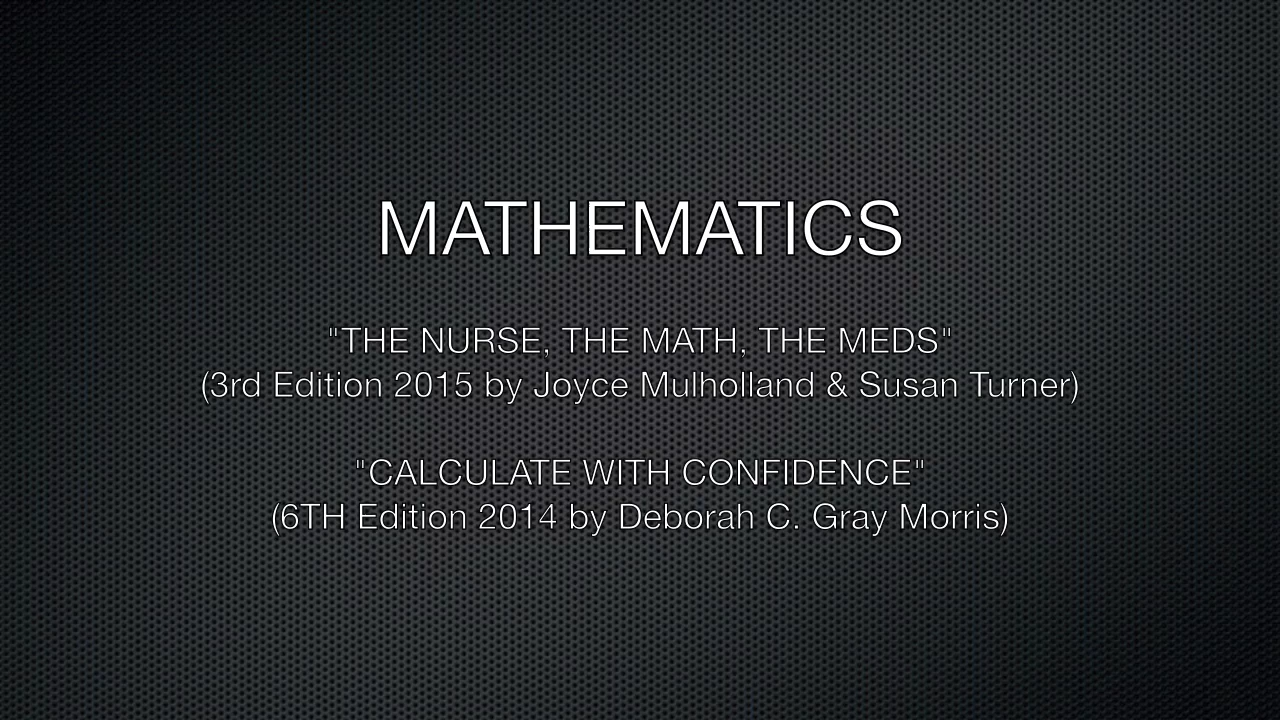 MATHEMATICS
"THE NURSE, THE MATH, THE MEDS"
(3rd Edition 2015 by Joyce Mulholland & Susan Turner)
"CALCULATE WITH CONFIDENCE"
(6TH Edition 2014 by Deborah C. Gray Morris)